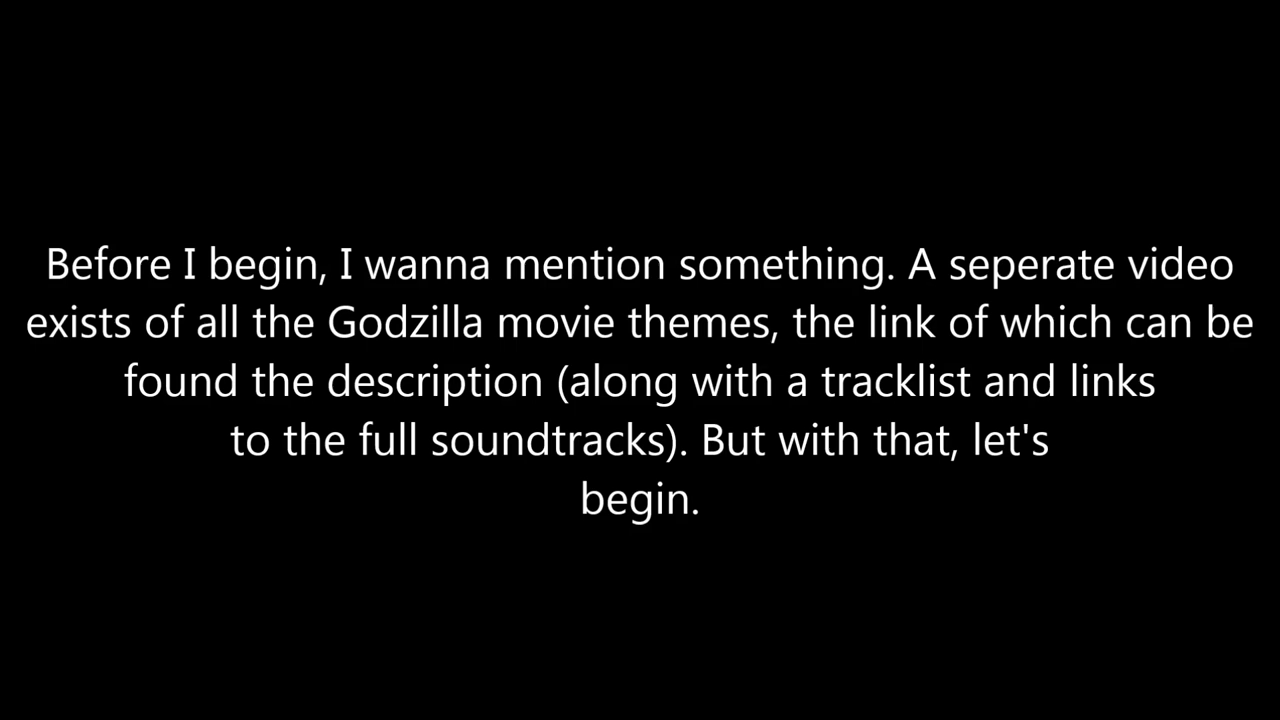 Before I begin, I wanna mention something. A seperate video
exists of all the Godzilla movie themes, the link of which can be
found the description (along with a tracklist and links
to the full soundtracks). But with that, let's
begin.